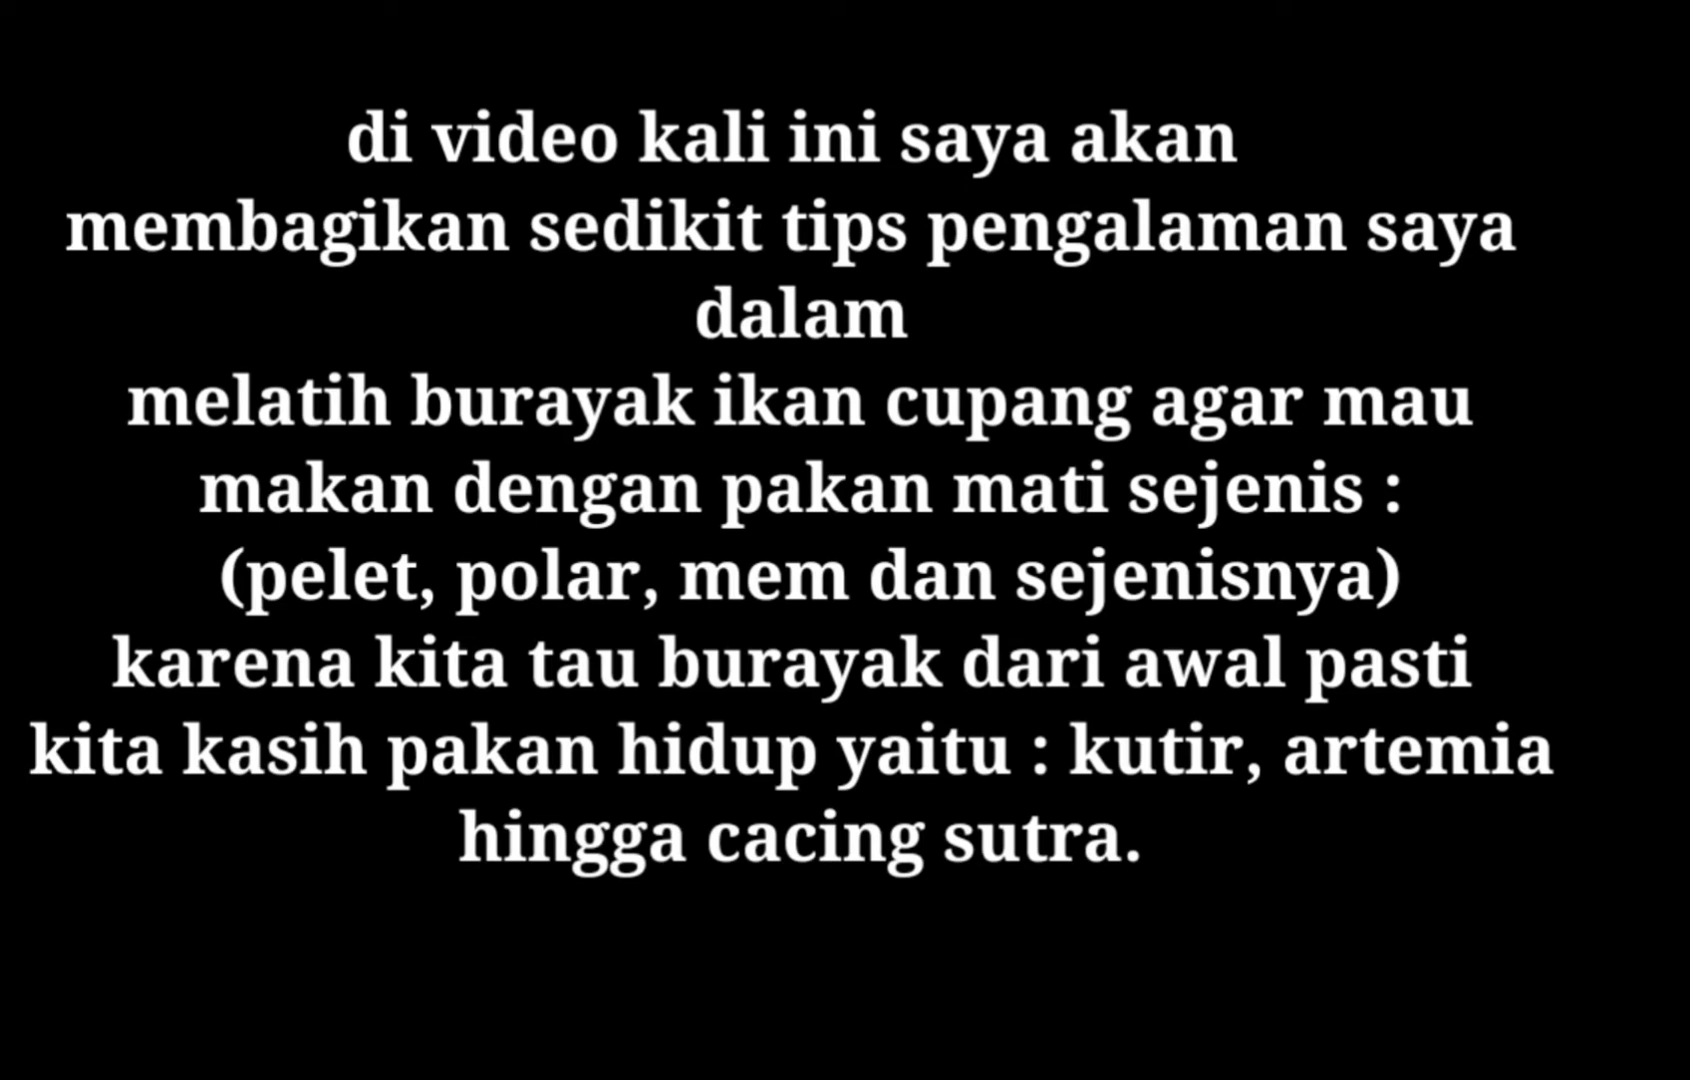 di video kali ini saya akan
membagikan sedikit tips pengalaman saya
dalam
melatih burayak ikan cupang agar mau
makan dengan pakan mati sejenis :
(pelet, polar, mem dan sejenisnya)
karena kita tau burayak dari awal pasti
kita kasih pakan hidup yaitu : kutir, artemia
hingga cacing sutra.